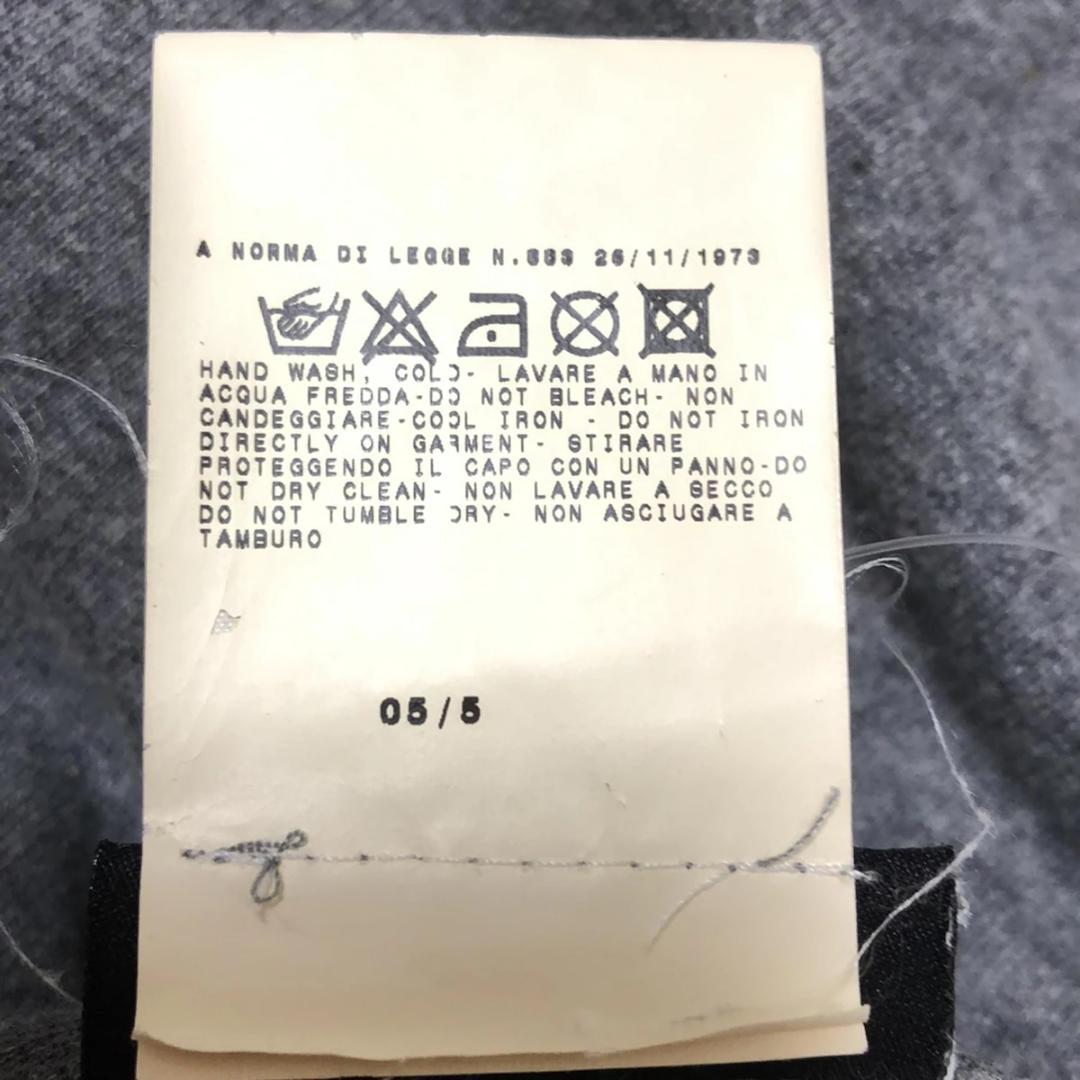 A NORMA DI LEGGE N.883 26/11/1973
HAND WASH, COLD- LAVARE A MANO IN
ACQUA FREDDA-DO NOT BLEACH- NON
CANDEGGIARE-COOL IRON - DO NOT IRON
DIRECTLY ON GARMENT- STIRARE
PROTEGGENDO IL CAPO CON UN PANNO-DO
NOT DRY CLEAN- NON LAVARE A SECCO
DO NOT TUMBLE DRY- NON ASCIUGARE A
TAMBURO
05/5